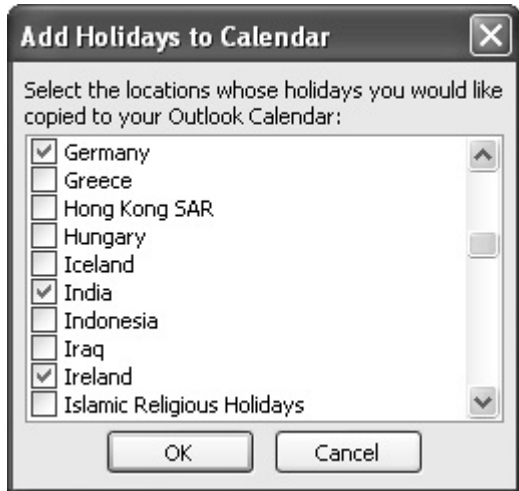 Add Holidays to Calendar
Select the locations whose holidays you would like
copied to your Outlook Calendar:
Germany
Greece
Hong Kong SAR
Hungary
Iceland
India
Indonesia
Iraq
Ireland
Islamic Religious Holidays
OK
Cancel